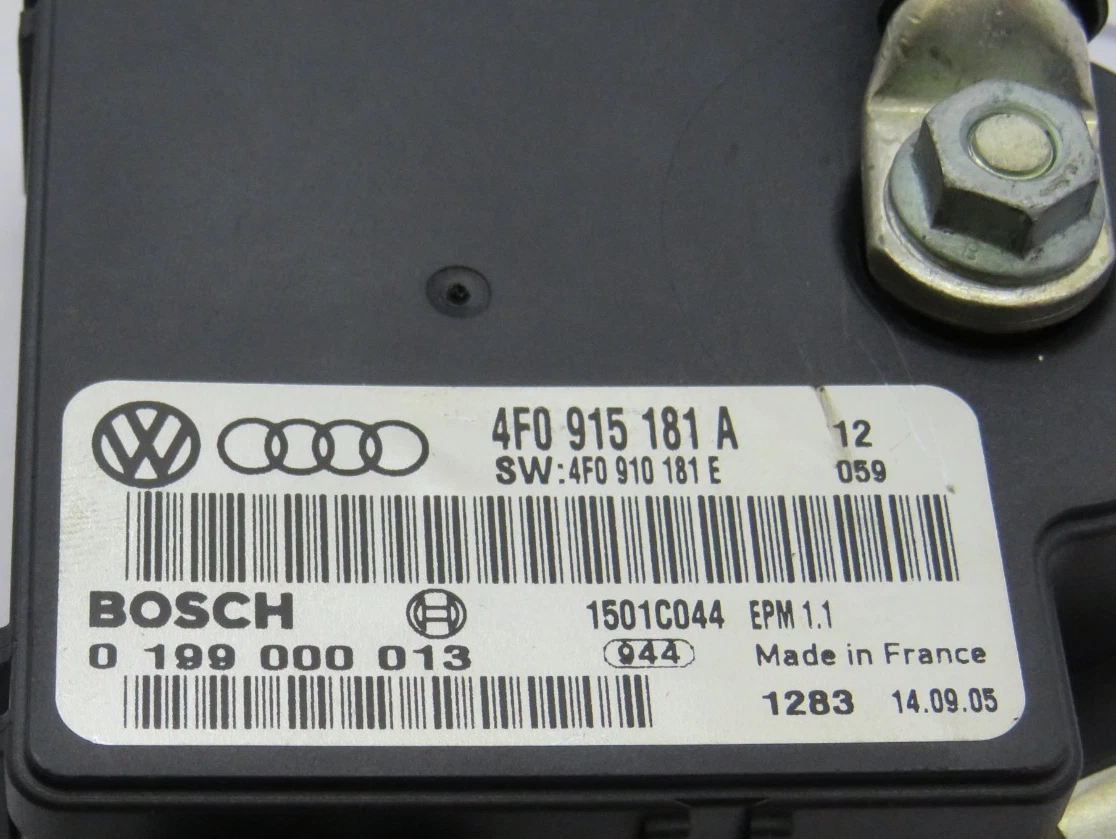 4F0 915 181 A 12
SW:4F0 910 181 E 059
BOSCH 1501C044 EPM 1.1
0 199 000 013 944 Made in France
1283 14.09.05